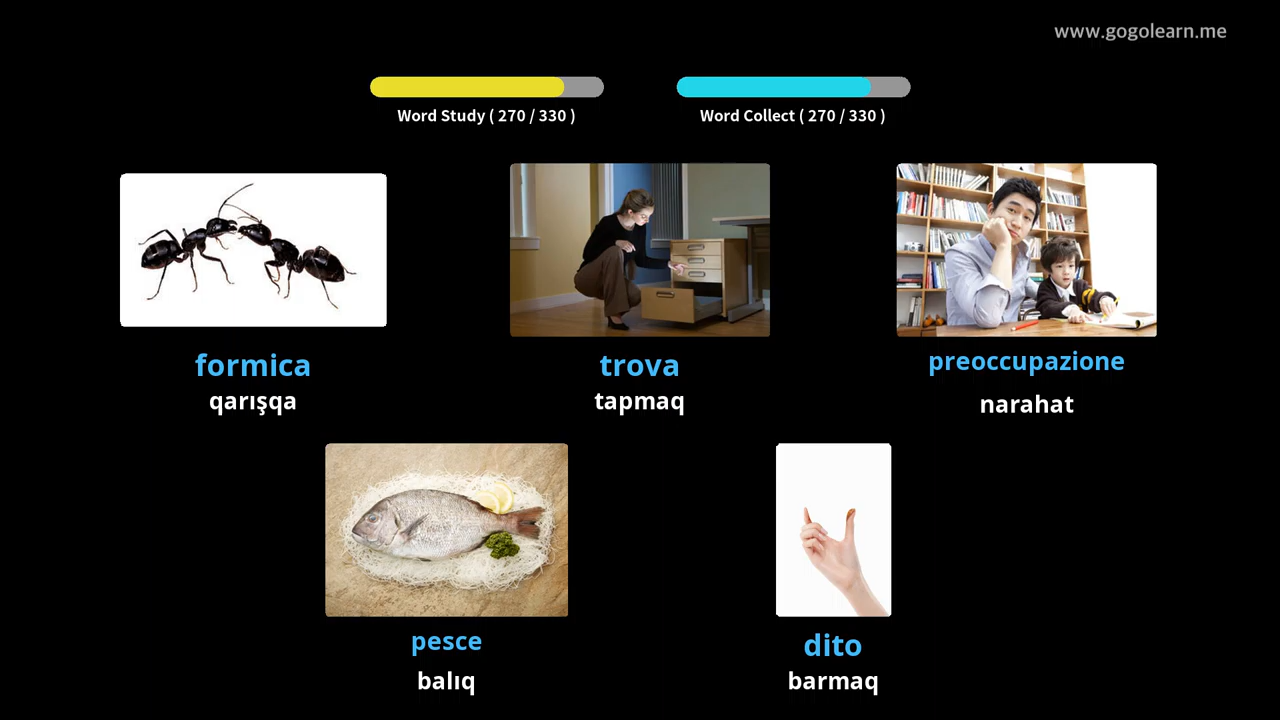 www.gogolearn.me
Word Study ( 270 / 330 )
Word Collect ( 270 / 330 )
formica
qarışqa
trova
tapmaq
preoccupazione
narahat
pesce
balıq
dito
barmaq